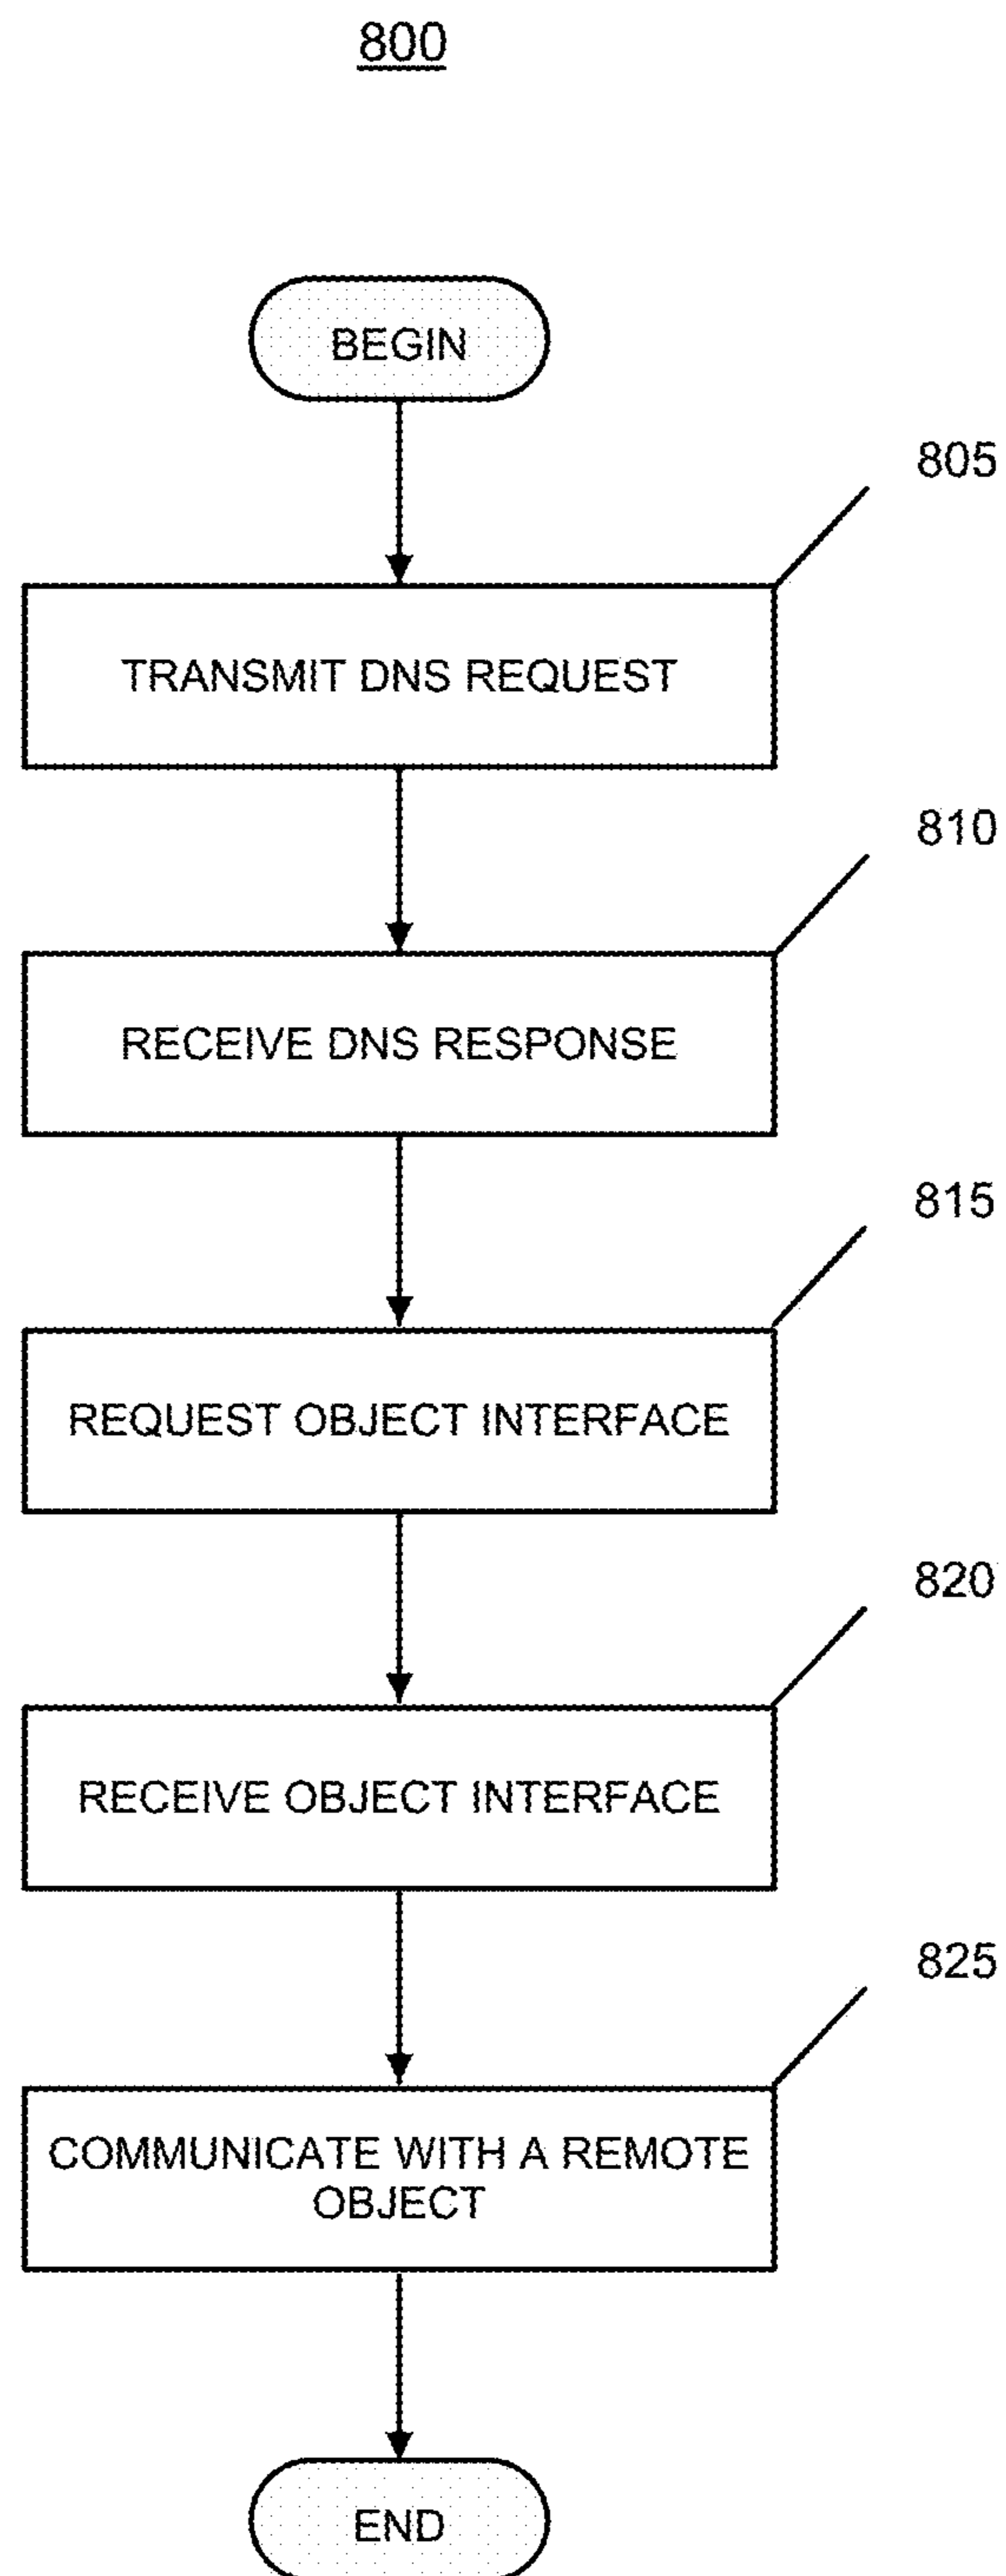 800
BEGIN
805
TRANSMIT DNS REQUEST
810
RECEIVE DNS RESPONSE
815
REQUEST OBJECT INTERFACE
820
RECEIVE OBJECT INTERFACE
825
COMMUNICATE WITH A REMOTE
OBJECT
END